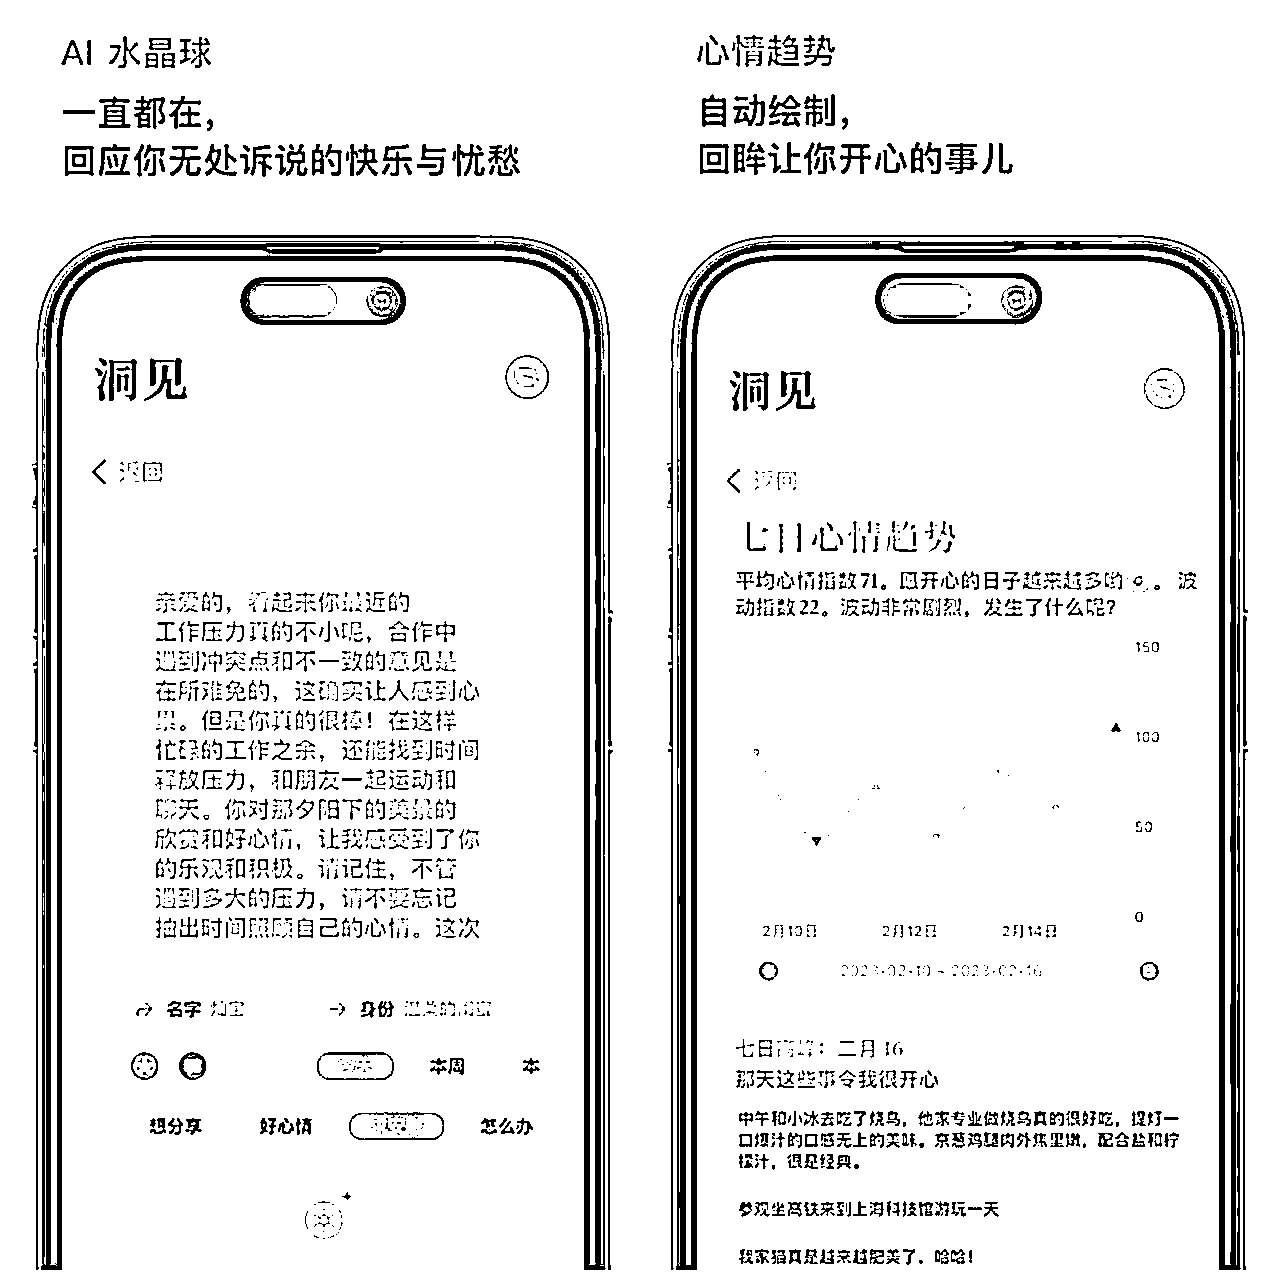 AI 水晶球
一直都在，
回应你无处诉说的快乐与忧愁
洞见
返回
亲爱的，看起来你最近的
工作压力真的不小呢，合作中
遇到冲突点和不一致的意见是
在所难免的，这确实让人感到心
累。但是你真的很棒！在这样
忙碌的工作之余，还能找到时间
释放压力，和朋友一起运动和
聊天。你对那夕阳下的美景的
欣赏和好心情，让我感受到了你
的乐观和积极。请记住，不管
遇到多大的压力，请不要忘记
抽出时间照顾自己的心情。这次
名字
身份
本周 本
想分享 好心情 怎么办
心情趋势
自动绘制，
回眸让你开心的事儿
洞见
返回
七日心情趋势
平均心情指数71。愿开心的日子越来越多哟。波
动指数22。波动非常剧烈，发生了什么呢？
150
100
50
0
2月10日 2月12日 2月14日
2023-02-10 ~ 2023-02-16
七日高峰：二月 16
那天这些事令我很开心
中午和小冰去吃了烧鸟，他家专业做烧鸟真的很好吃，提灯一
口爆汁的口感无上的美味。京葱鸡腿肉外焦里嫩，配合盐和柠
檬汁，很是经典。
参观坐高铁来到上海科技馆游玩一天
我家猫真是越来越肥美了，哈哈！